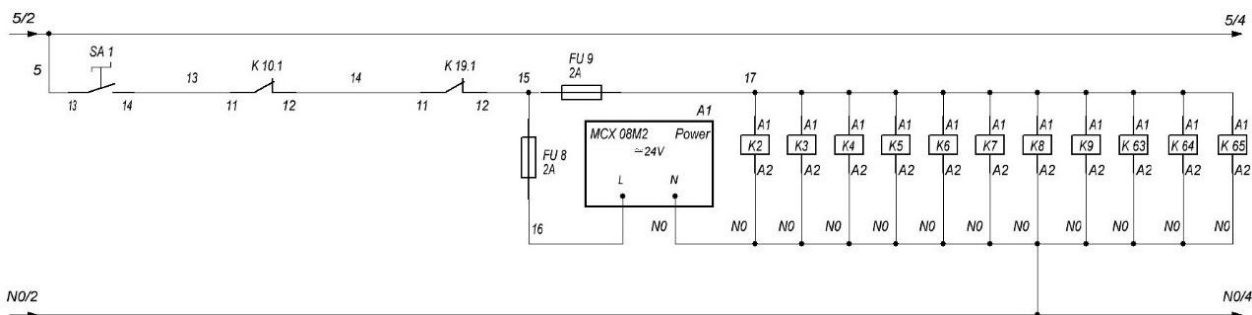 5/2
5/4
SA 1
5
13
14
13
K 10.1
11
12
14
K 19.1
11
12
15
FU 9
2A
17
A1
MCX 08M2 Power
~24V
L N
FU 8
2A
16
A1 A1 A1 A1 A1 A1 A1 A1 A1 A1 A1
K2 K3 K4 K5 K6 K7 K8 K9 K 63 K 64 K 65
A2 A2 A2 A2 A2 A2 A2 A2 A2 A2 A2
N0 N0 N0 N0 N0 N0 N0 N0 N0 N0 N0 N0
N0/2
N0/4